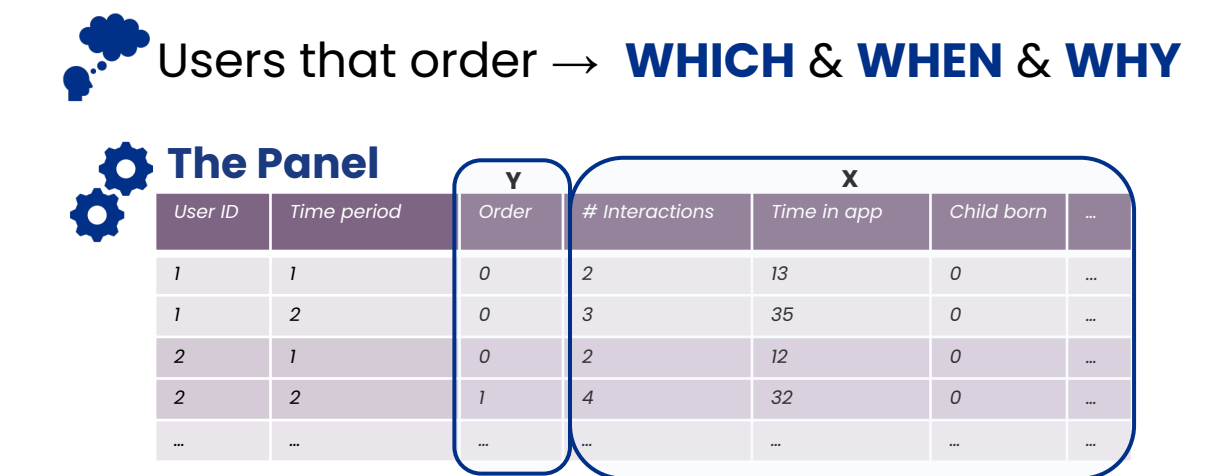 Users that order → WHICH & WHEN & WHY
The Panel
Y X
User ID Time period Order # Interactions Time in app Child born ...
1 1 0 2 13 0 ...
1 2 0 3 35 0 ...
2 1 0 2 12 0 ...
2 2 1 4 32 0 ...
... ... ... ... ... ... ...